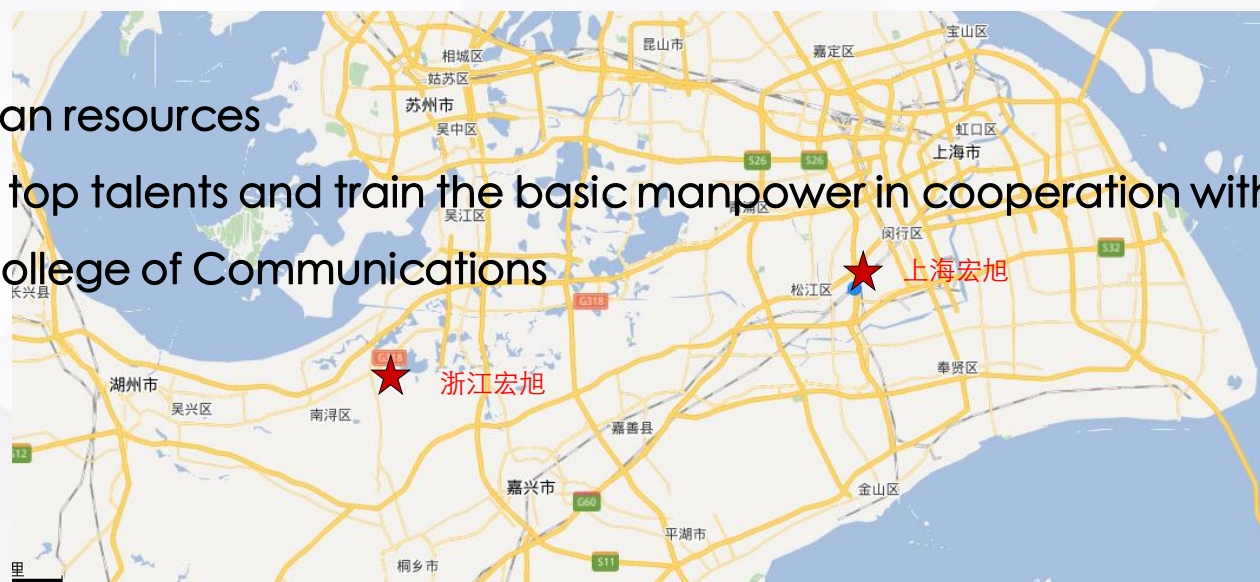 宝山区
昆山市
嘉定区
相城区
姑苏区
苏州市
an resources
虹口区
吴中区
上海市
S26
S26
top talents and train the basic manpower in cooperation with
吴江区
青浦区
闵行区
S32
ollege of Communications
上海宏旭
松江区
长兴县
G318
G318
奉贤区
浙江宏旭
湖州市
吴兴区
南浔区
嘉善县
12
嘉兴市
金山区
G60
平湖市
S11
桐乡市
里